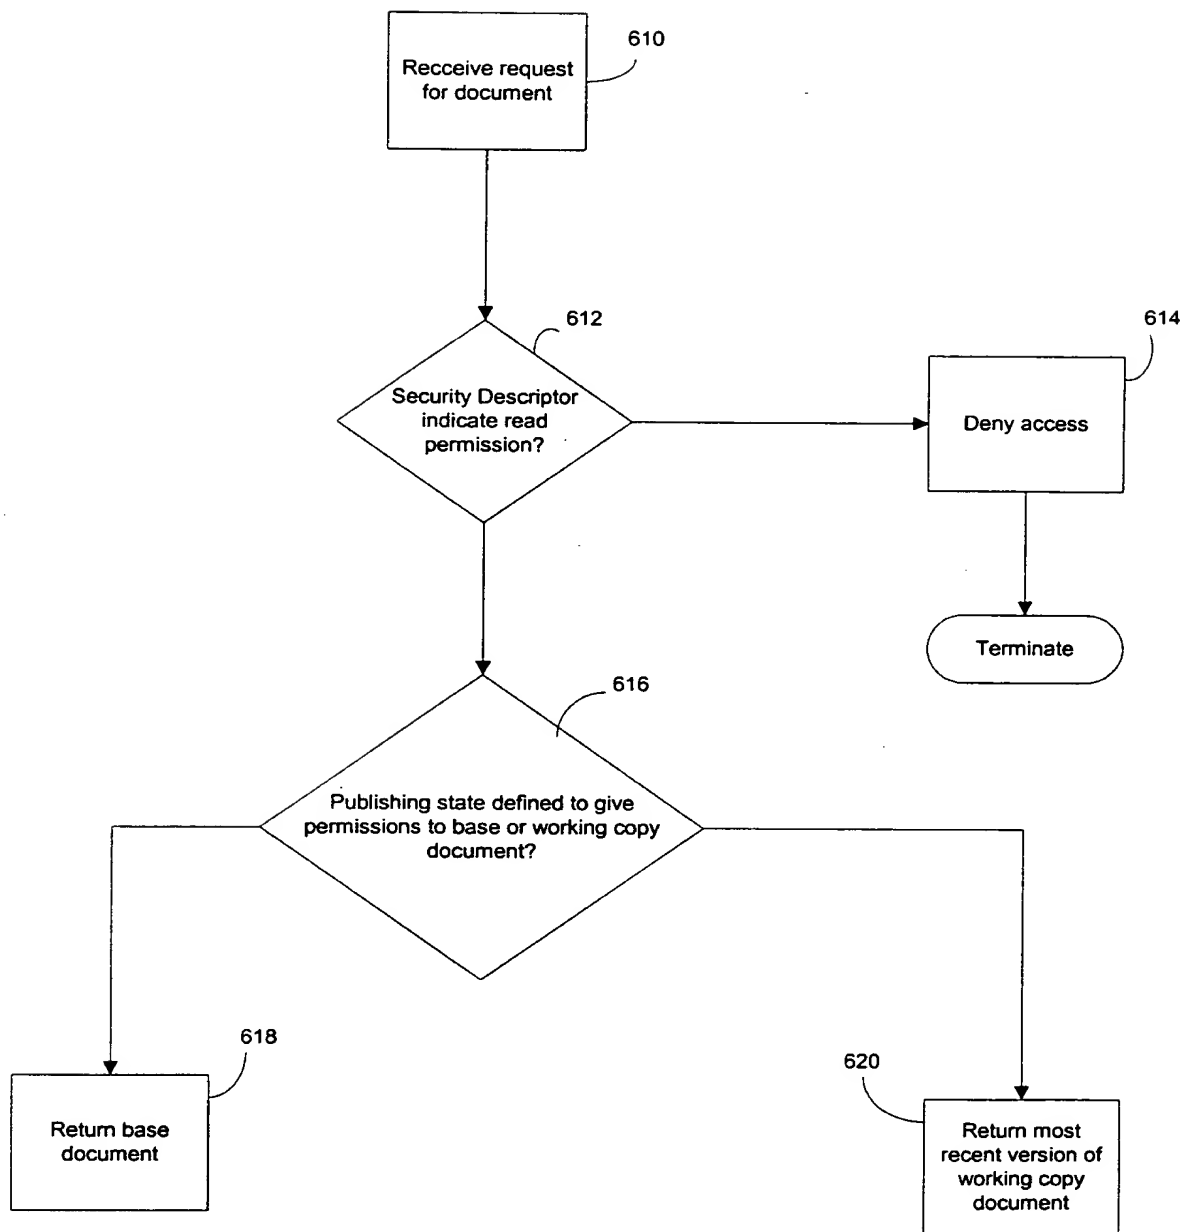 610
Recceive request
for document
612
Security Descriptor
indicate read
permission?
614
Deny access
Terminate
616
Publishing state defined to give
permissions to base or working copy
document?
618
Return base
document
620
Return most
recent version of
working copy
document